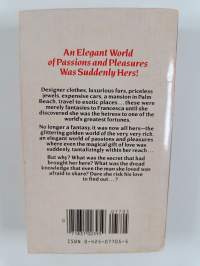 An Elegant World
of Passions and Pleasures
Was Suddenly Hers!
Designer clothes, luxurious furs, priceless
jewels, expensive cars, a mansion in Palm
Beach, travel to exotic places . . . these were
merely fantasies to Francesca until she
discovered she was the heiress to one of the
world's greatest fortunes.
No longer a fantasy, it was now all hers—the
glittering golden world of the very very rich
an elegant world of passions and pleasures
where even the magical gift of love was
suddenly, tantalizingly within her reach . . .
But why? What was the secret that had
brought her here? What was the dread
knowledge that even the man she loved was
afraid to share? Dare she risk his love
to find out . . . ?
ISBN 0-425-07705-6